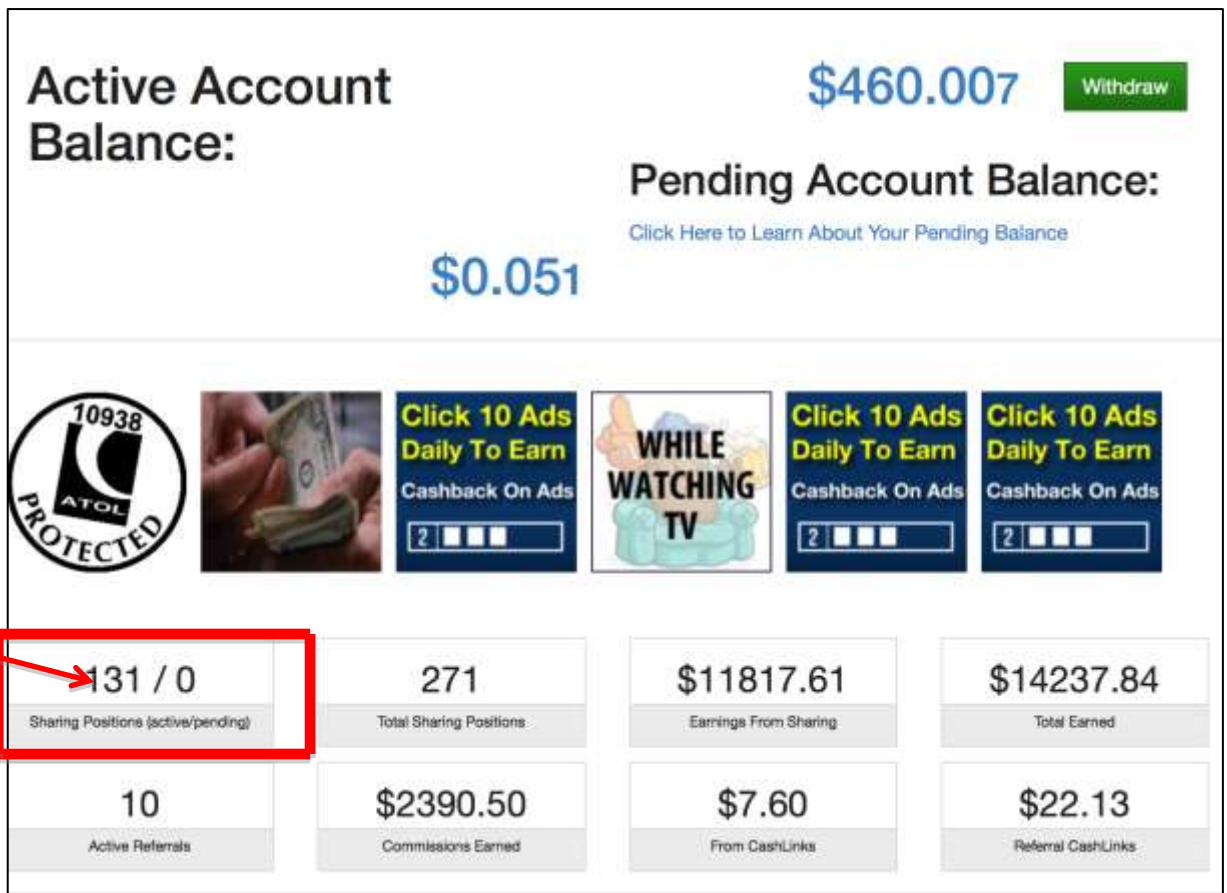 Active Account
Balance:
$460.007
Withdraw
Pending Account Balance:
Click Here to Learn About Your Pending Balance
$0.051
10938
ATOL
PROTECTED
Click 10 Ads
Daily To Earn
Cashback On Ads
2
WHILE
WATCHING
TV
Click 10 Ads
Daily To Earn
Cashback On Ads
2
Click 10 Ads
Daily To Earn
Cashback On Ads
2
131 / 0
Sharing Positions (active/pending)
271
Total Sharing Positions
$11817.61
Earnings From Sharing
$14237.84
Total Earned
10
Active Referrals
$2390.50
Commissions Earned
$7.60
From CashLinks
$22.13
Referral CashLinks